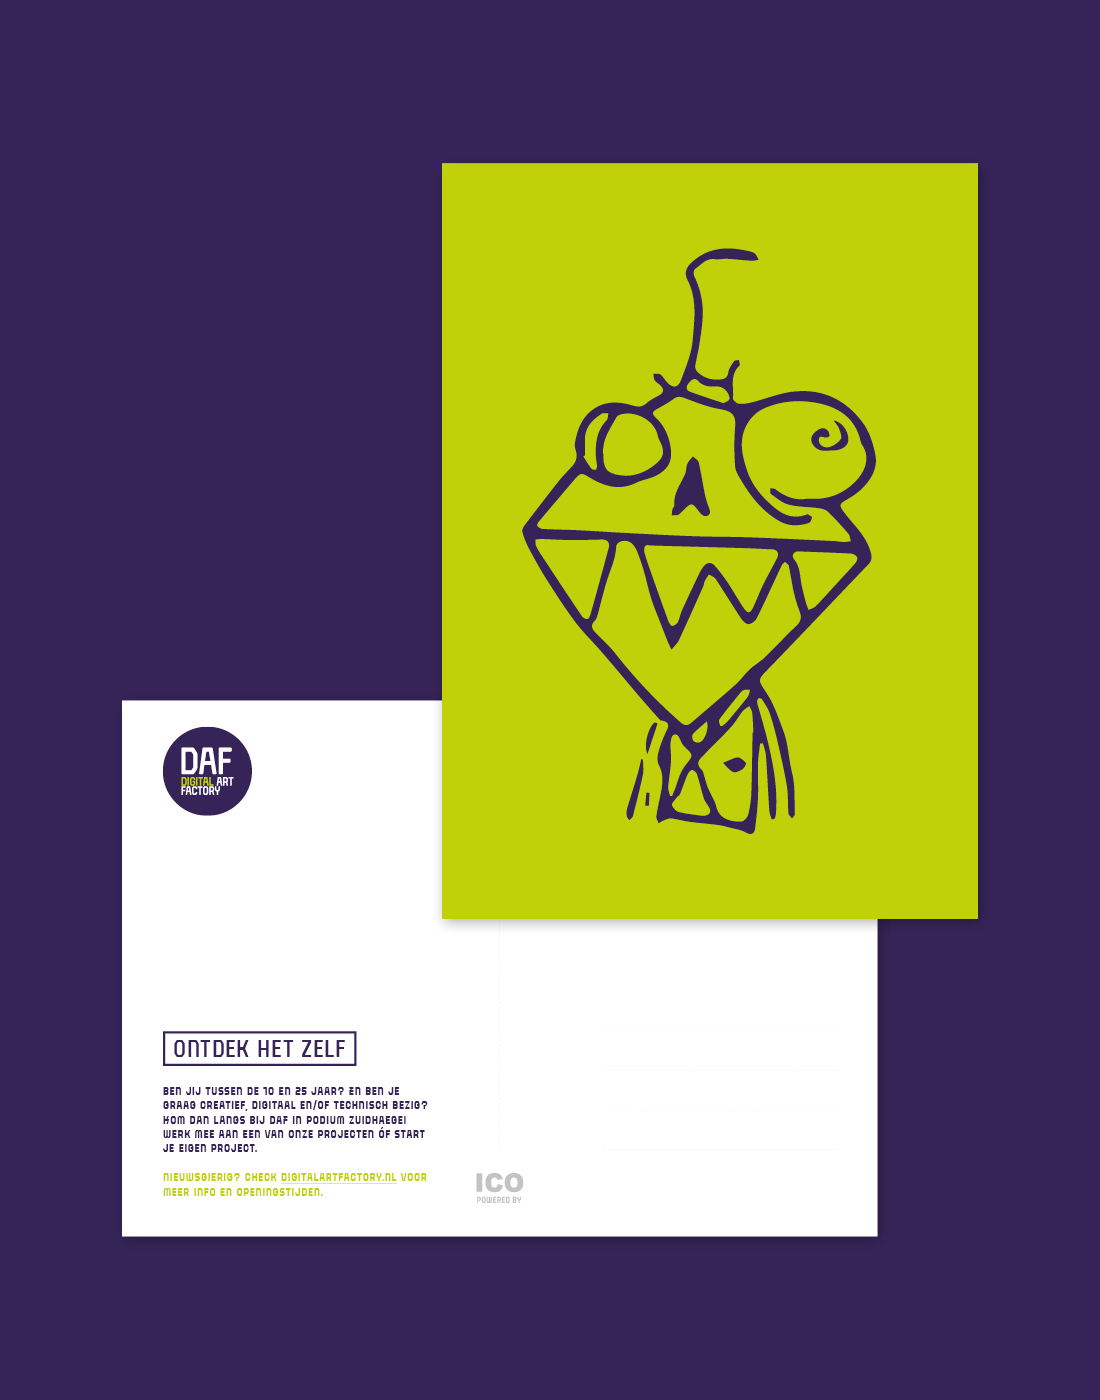 DAF
DIGITAL ART
FACTORY
ONTDEK HET ZELF
BEN JIJ TUSSEN DE 10 EN 25 JAAR? EN BEN JE
GRAAG CREATIEF, DIGITAAL EN/OF TECHNISCH BEZIG?
KOM DAN LANGS BIJ DAF IN PODIUM ZUIDHAEGE!
WERK MEE AAN EEN VAN ONZE PROJECTEN ÓF START
JE EIGEN PROJECT.
NIEUWSGIERIG? CHECK DIGITALARTFACTORY.NL VOOR
MEER INFO EN OPENINGSTIJDEN.
ICO
POWERED BY